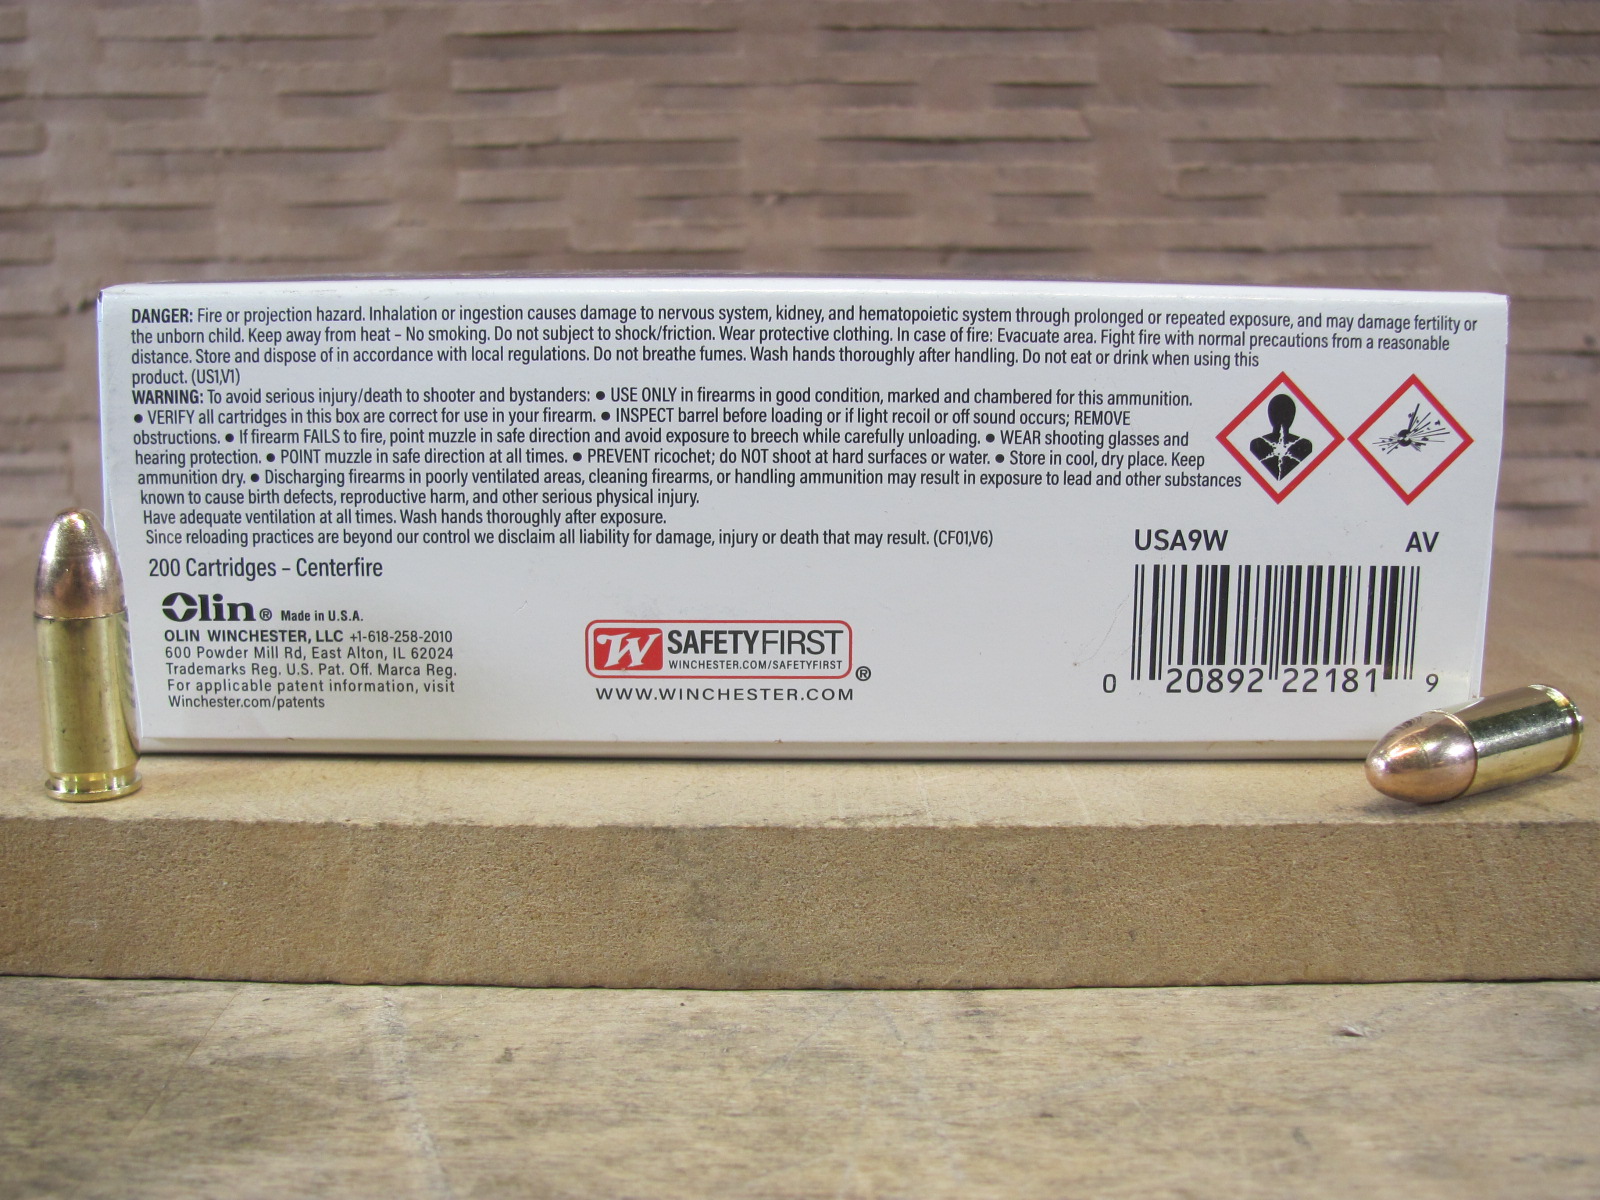 DANGER: Fire or projection hazard. Inhalation or ingestion causes damage to nervous system, kidney, and hematopoietic system through prolonged or repeated exposure, and may damage fertility or
the unborn child. Keep away from heat – No smoking. Do not subject to shock/friction. Wear protective clothing. In case of fire: Evacuate area. Fight fire with normal precautions from a reasonable
distance. Store and dispose of in accordance with local regulations. Do not breathe fumes. Wash hands thoroughly after handling. Do not eat or drink when using this
product. (US1,V1)
WARNING: To avoid serious injury/death to shooter and bystanders: ● USE ONLY in firearms in good condition, marked and chambered for this ammunition.
● VERIFY all cartridges in this box are correct for use in your firearm. ● INSPECT barrel before loading or if light recoil or off sound occurs; REMOVE
obstructions. ● If firearm FAILS to fire, point muzzle in safe direction and avoid exposure to breech while carefully unloading. ● WEAR shooting glasses and
hearing protection. ● POINT muzzle in safe direction at all times. ● PREVENT ricochet; do NOT shoot at hard surfaces or water. ● Store in cool, dry place. Keep
ammunition dry. ● Discharging firearms in poorly ventilated areas, cleaning firearms, or handling ammunition may result in exposure to lead and other substances
known to cause birth defects, reproductive harm, and other serious physical injury.
Have adequate ventilation at all times. Wash hands thoroughly after exposure.
Since reloading practices are beyond our control we disclaim all liability for damage, injury or death that may result. (CF01,V6)
200 Cartridges – Centerfire
Olin® Made in U.S.A.
OLIN WINCHESTER, LLC +1-618-258-2010
600 Powder Mill Rd, East Alton, IL 62024
Trademarks Reg. U.S. Pat. Off. Marca Reg.
For applicable patent information, visit
Winchester.com/patents
W SAFETYFIRST
WINCHESTER.COM/SAFETYFIRST ®
WWW.WINCHESTER.COM
USA9W AV
0 20892 22181 9